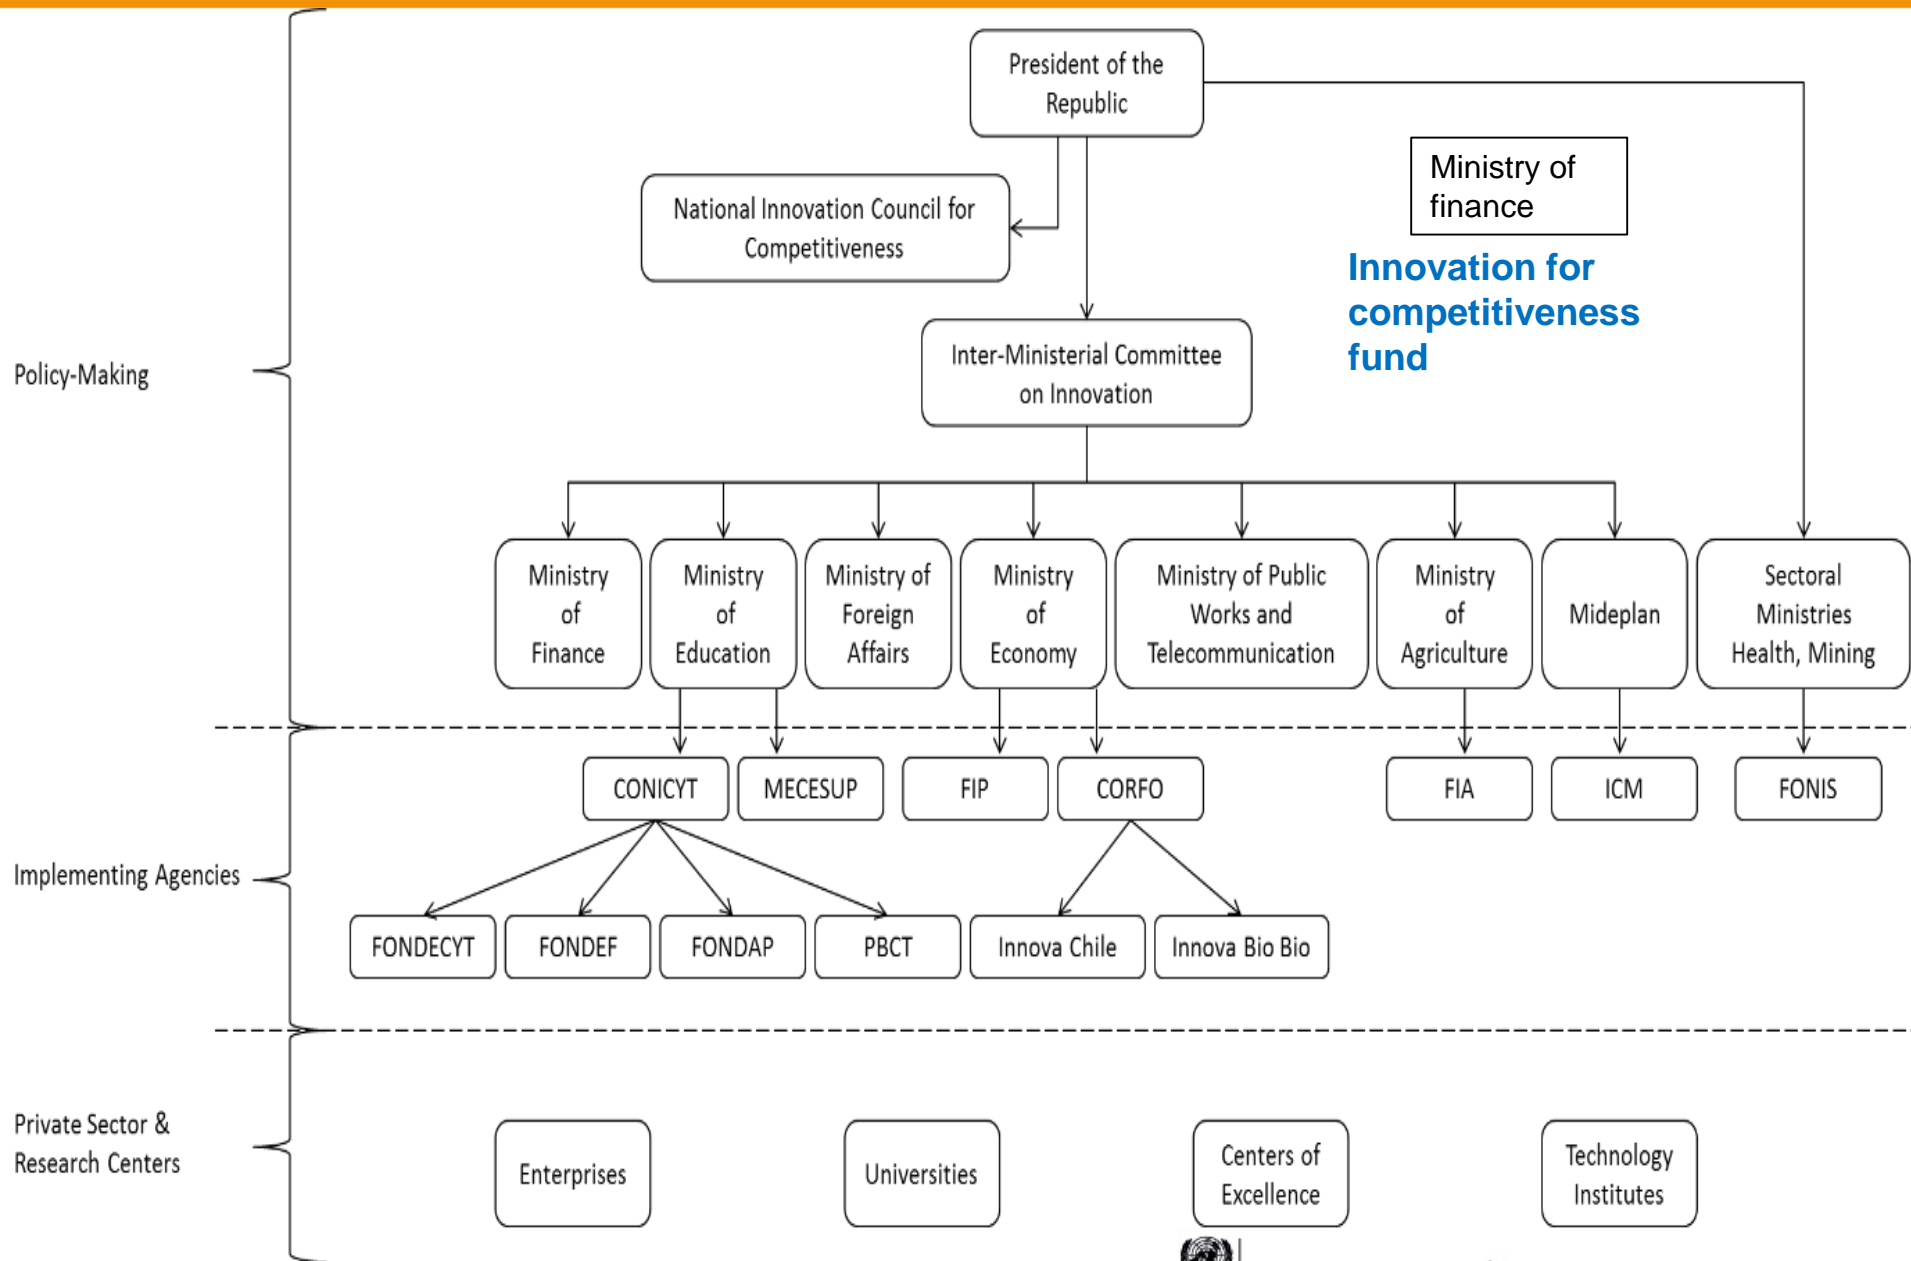 President of the
Republic
Ministry of
finance
National Innovation Council for
Competitiveness
Innovation for
competitiveness
fund
Inter-Ministerial Committee
on Innovation
Policy-Making
Ministry
of
Finance
Ministry
of
Education
Ministry of
Foreign
Affairs
Ministry
of
Economy
Ministry of Public
Works and
Telecommunication
Ministry
of
Agriculture
Mideplan
Sectoral
Ministries
Health, Mining
CONICYT
MECESUP
FIP
CORFO
FIA
ICM
FONIS
Implementing Agencies
FONDECYT
FONDEF
FONDAP
PBCT
Innova Chile
Innova Bio Bio
Private Sector &
Research Centers
Enterprises
Universities
Centers of
Excellence
Technology
Institutes